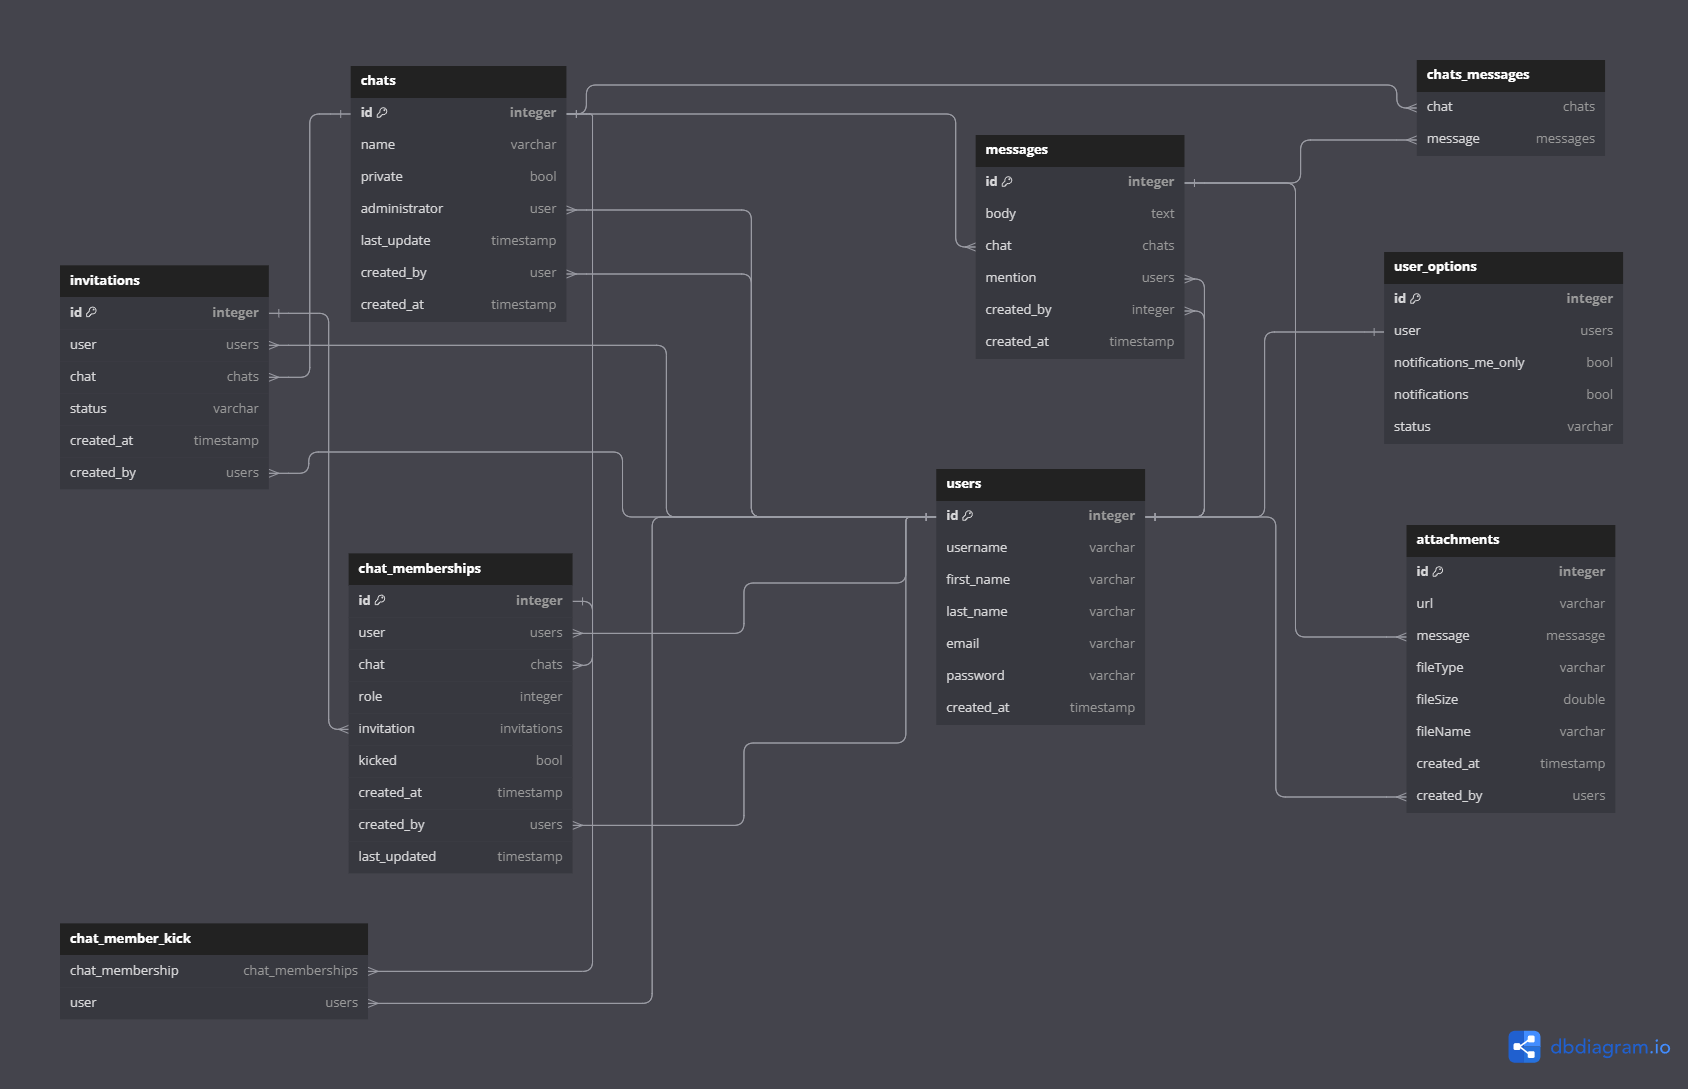 chats
id integer
name varchar
private bool
administrator user
last_update timestamp
created_by user
created_at timestamp
chats_messages
chat chats
message messages
messages
id integer
body text
chat chats
mention users
created_by integer
created_at timestamp
invitations
id integer
user users
chat chats
status varchar
created_at timestamp
created_by users
user_options
id integer
user users
notifications_me_only bool
notifications bool
status varchar
users
id integer
username varchar
first_name varchar
last_name varchar
email varchar
password varchar
created_at timestamp
attachments
id integer
url varchar
message messasge
fileType varchar
fileSize double
fileName varchar
created_at timestamp
created_by users
chat_memberships
id integer
user users
chat chats
role integer
invitation invitations
kicked bool
created_at timestamp
created_by users
last_updated timestamp
chat_member_kick
chat_membership chat_memberships
user users
dbdiagram.io